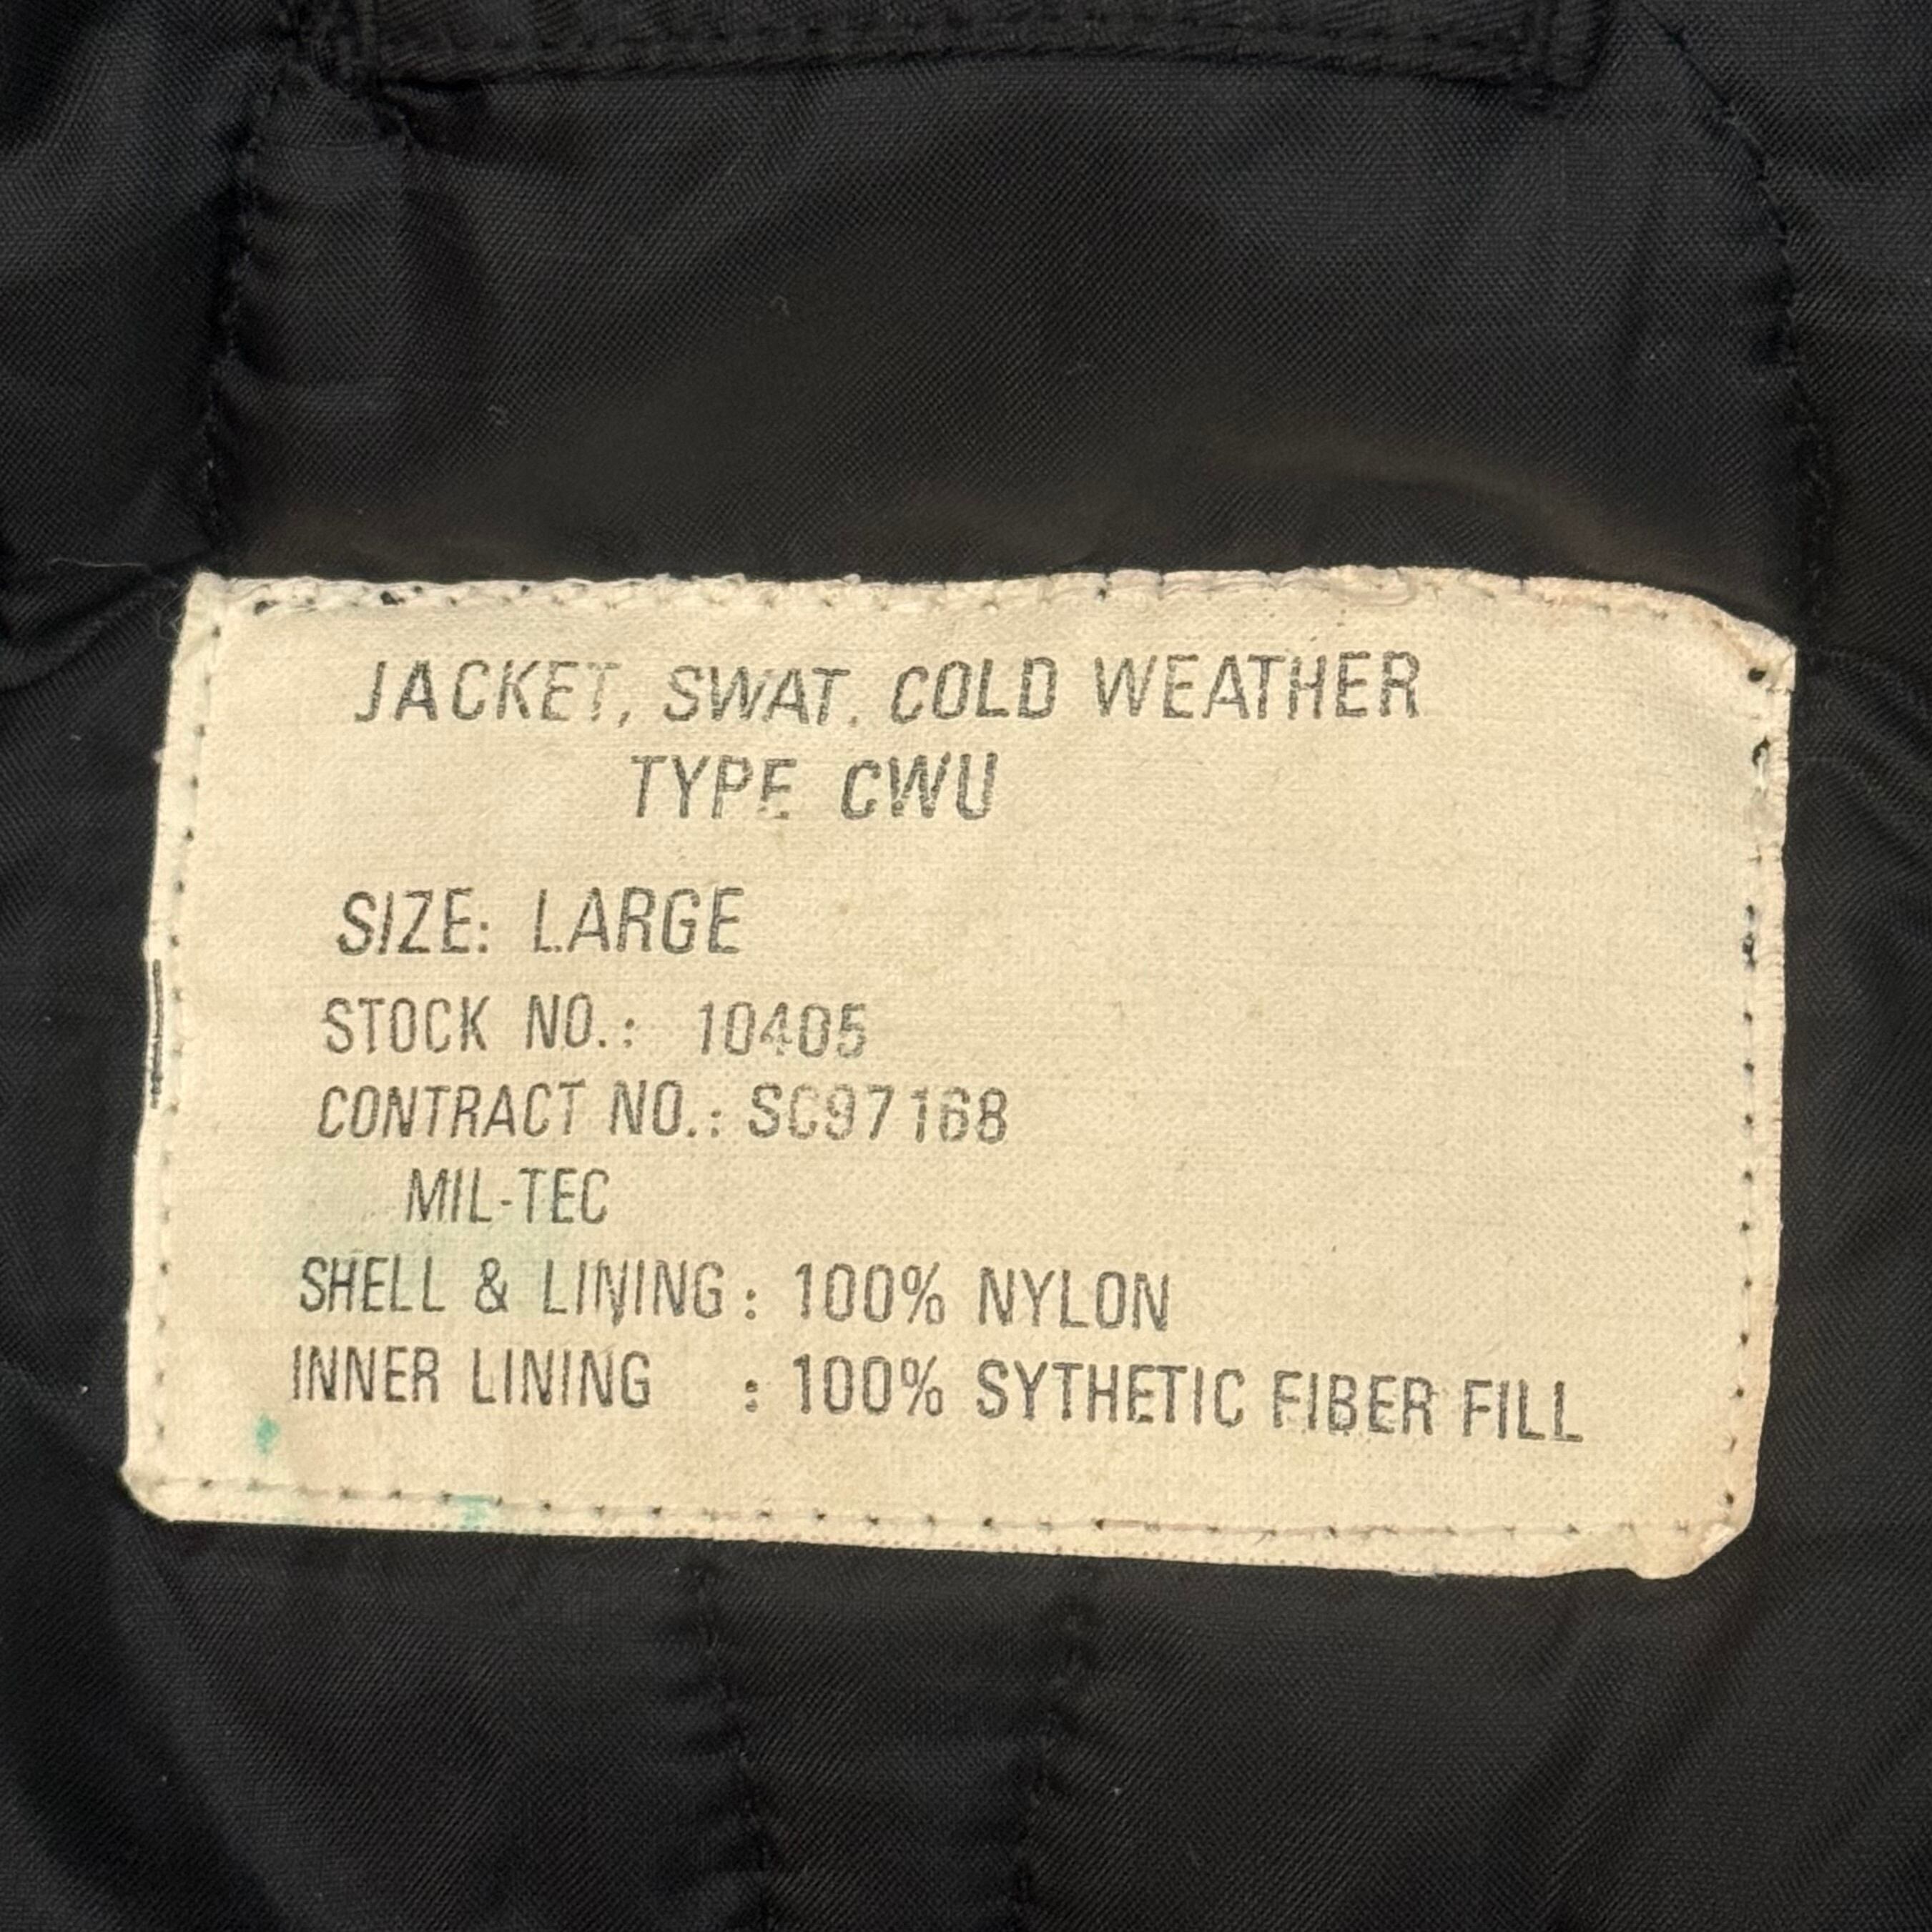 JACKET, SWAT. COLD WEATHER
TYPE CWU
SIZE: LARGE
STOCK NO.: 10405
CONTRACT NO.: SC97168
MIL-TEC
SHELL & LINING: 100% NYLON
INNER LINING : 100% SYTHETIC FIBER FILL